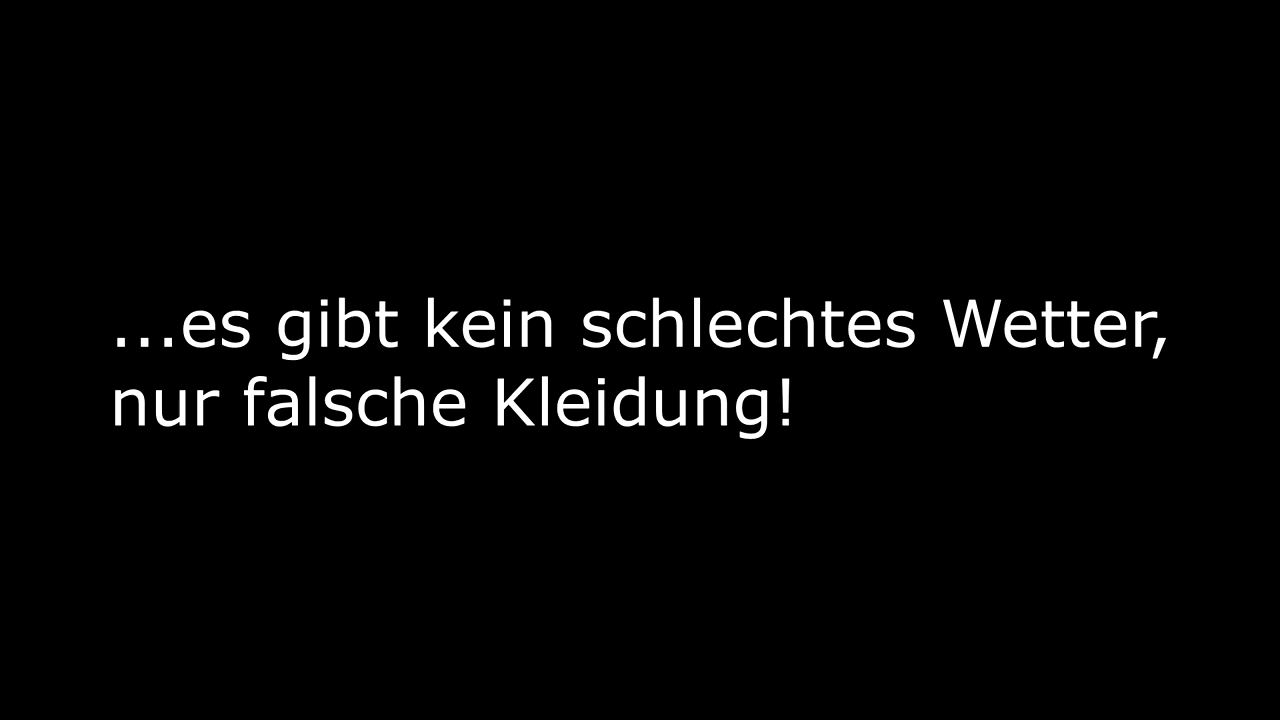 ...es gibt kein schlechtes Wetter,
nur falsche Kleidung!